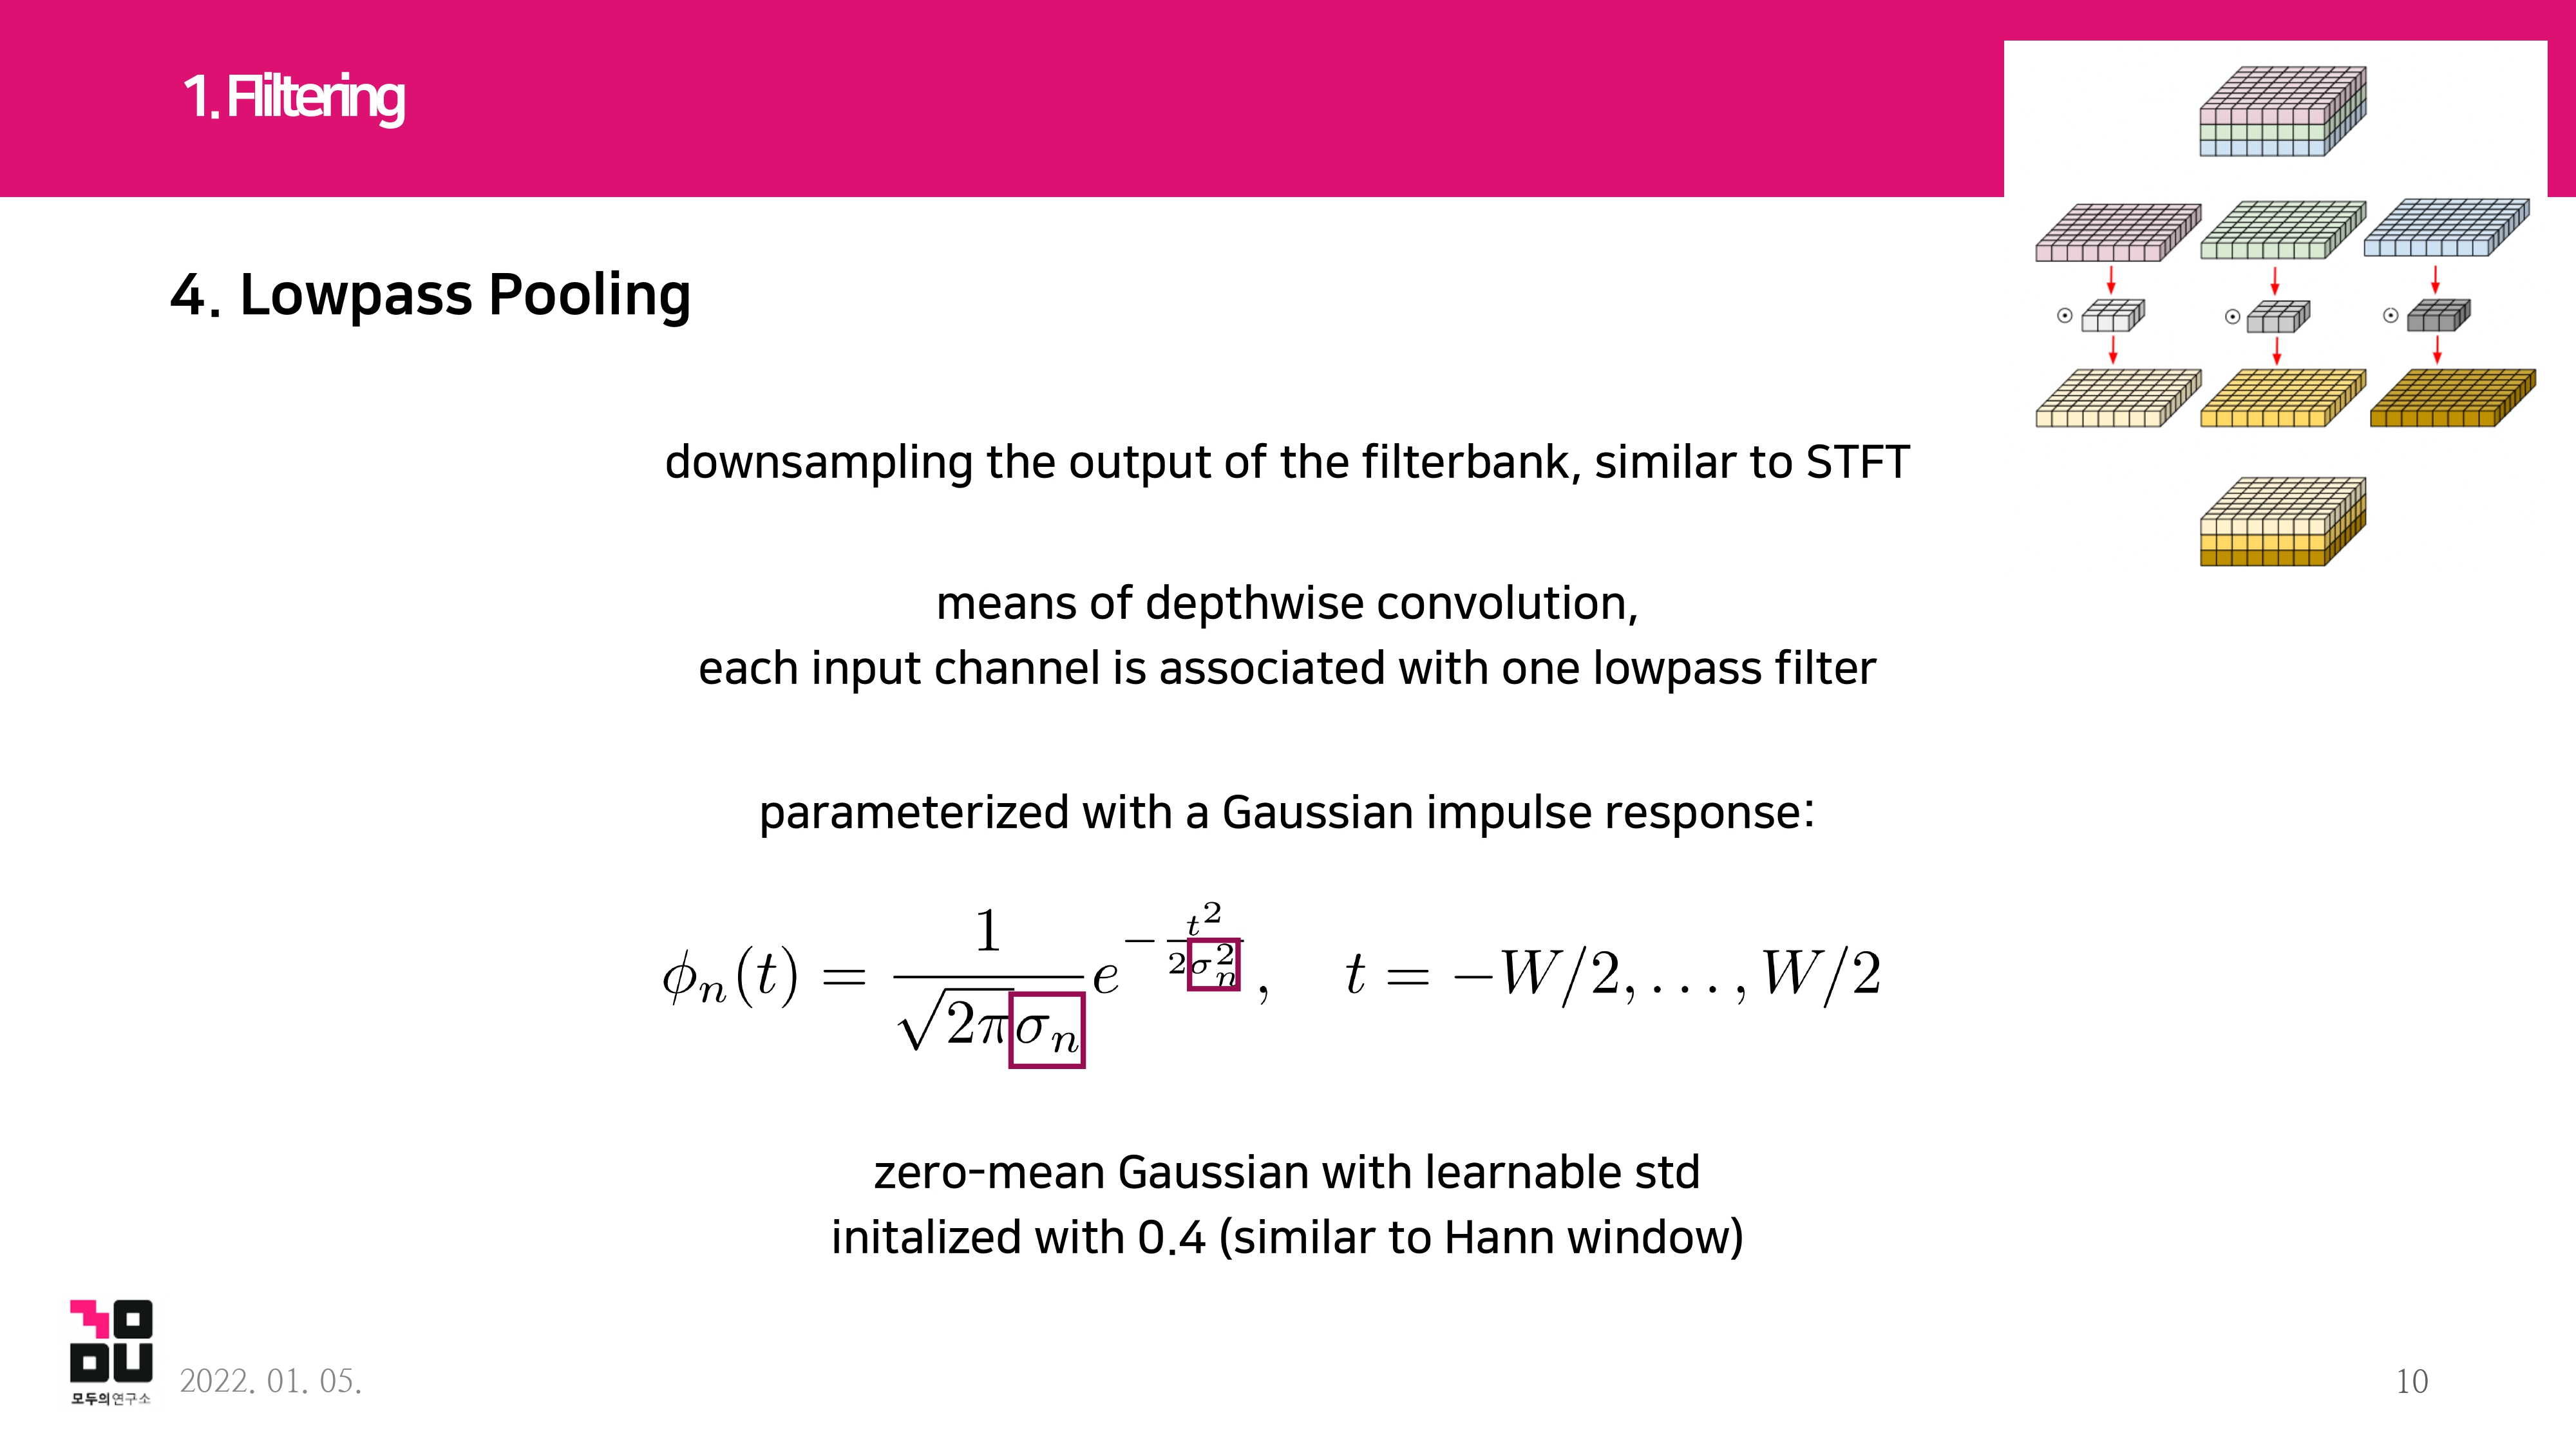 1. Fliltering
4. Lowpass Pooling
downsampling the output of the filterbank, similar to STFT
means of depthwise convolution,
each input channel is associated with one lowpass filter
parameterized with a Gaussian impulse response:
$\phi_n(t) = \frac{1}{\sqrt{2\pi}\sigma_n} e^{-\frac{t^2}{2\sigma_n^2}}, \quad t = -W/2, \ldots, W/2$
zero-mean Gaussian with learnable std
initalized with 0.4 (similar to Hann window)
모두의연구소
2022. 01. 05.
10